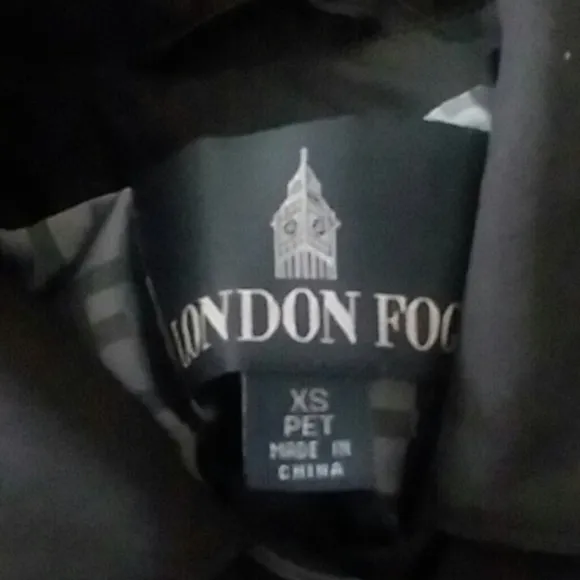 LONDON FOG
XS
PET
MADE IN
CHINA